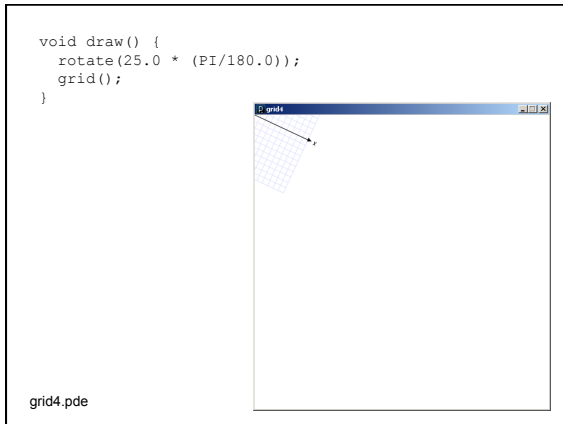 void draw() {
  rotate(25.0 * (PI/180.0));
  grid();
}
grid4
x
grid4.pde